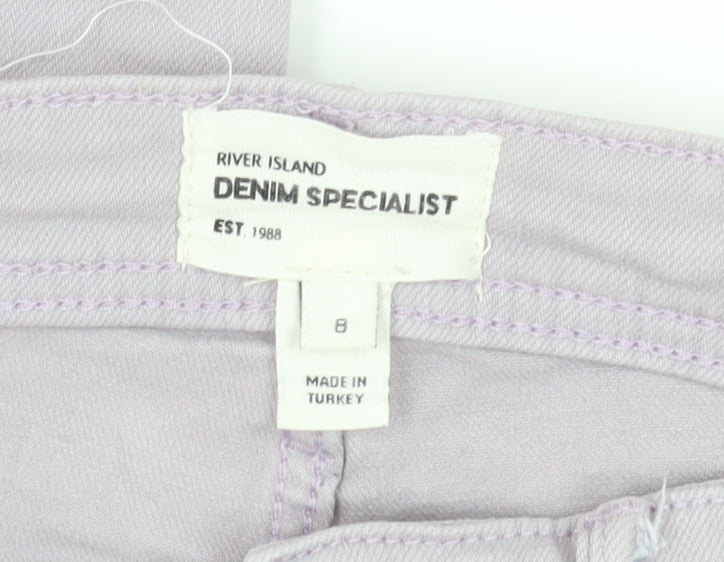 RIVER ISLAND
DENIM SPECIALIST
EST. 1988
8
MADE IN
TURKEY